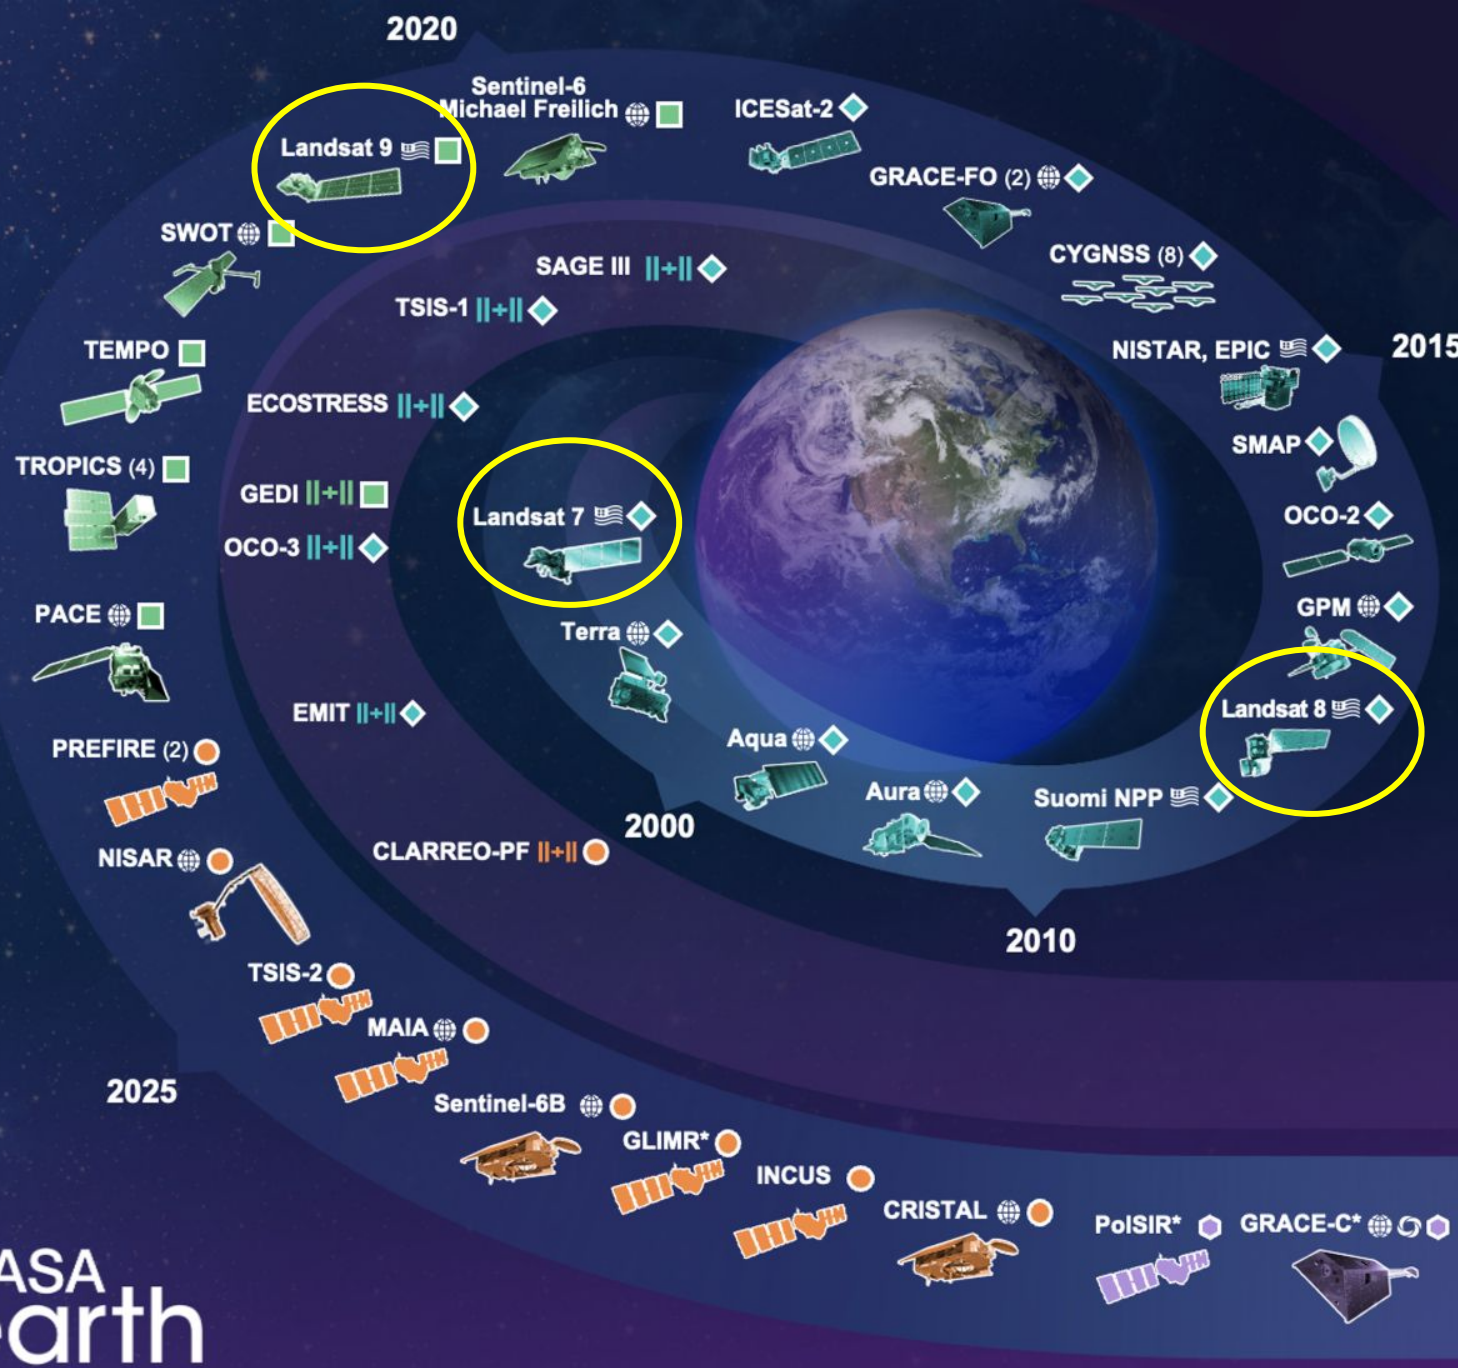 2020
Sentinel-6
Michael Freilich
ICESat-2
Landsat 9
GRACE-FO (2)
SWOT
CYGNSS (8)
SAGE III
TSIS-1
TEMPO
NISTAR, EPIC
2015
ECOSTRESS
SMAP
TROPICS (4)
GEDI
Landsat 7
OCO-2
OCO-3
PACE
GPM
Terra
EMIT
Landsat 8
PREFIRE (2)
Aqua
Aura
Suomi NPP
2000
NISAR
CLARREO-PF
2010
TSIS-2
MAIA
2025
Sentinel-6B
GLIMR*
INCUS
CRISTAL
PolSIR*
GRACE-C*
ASA
earth